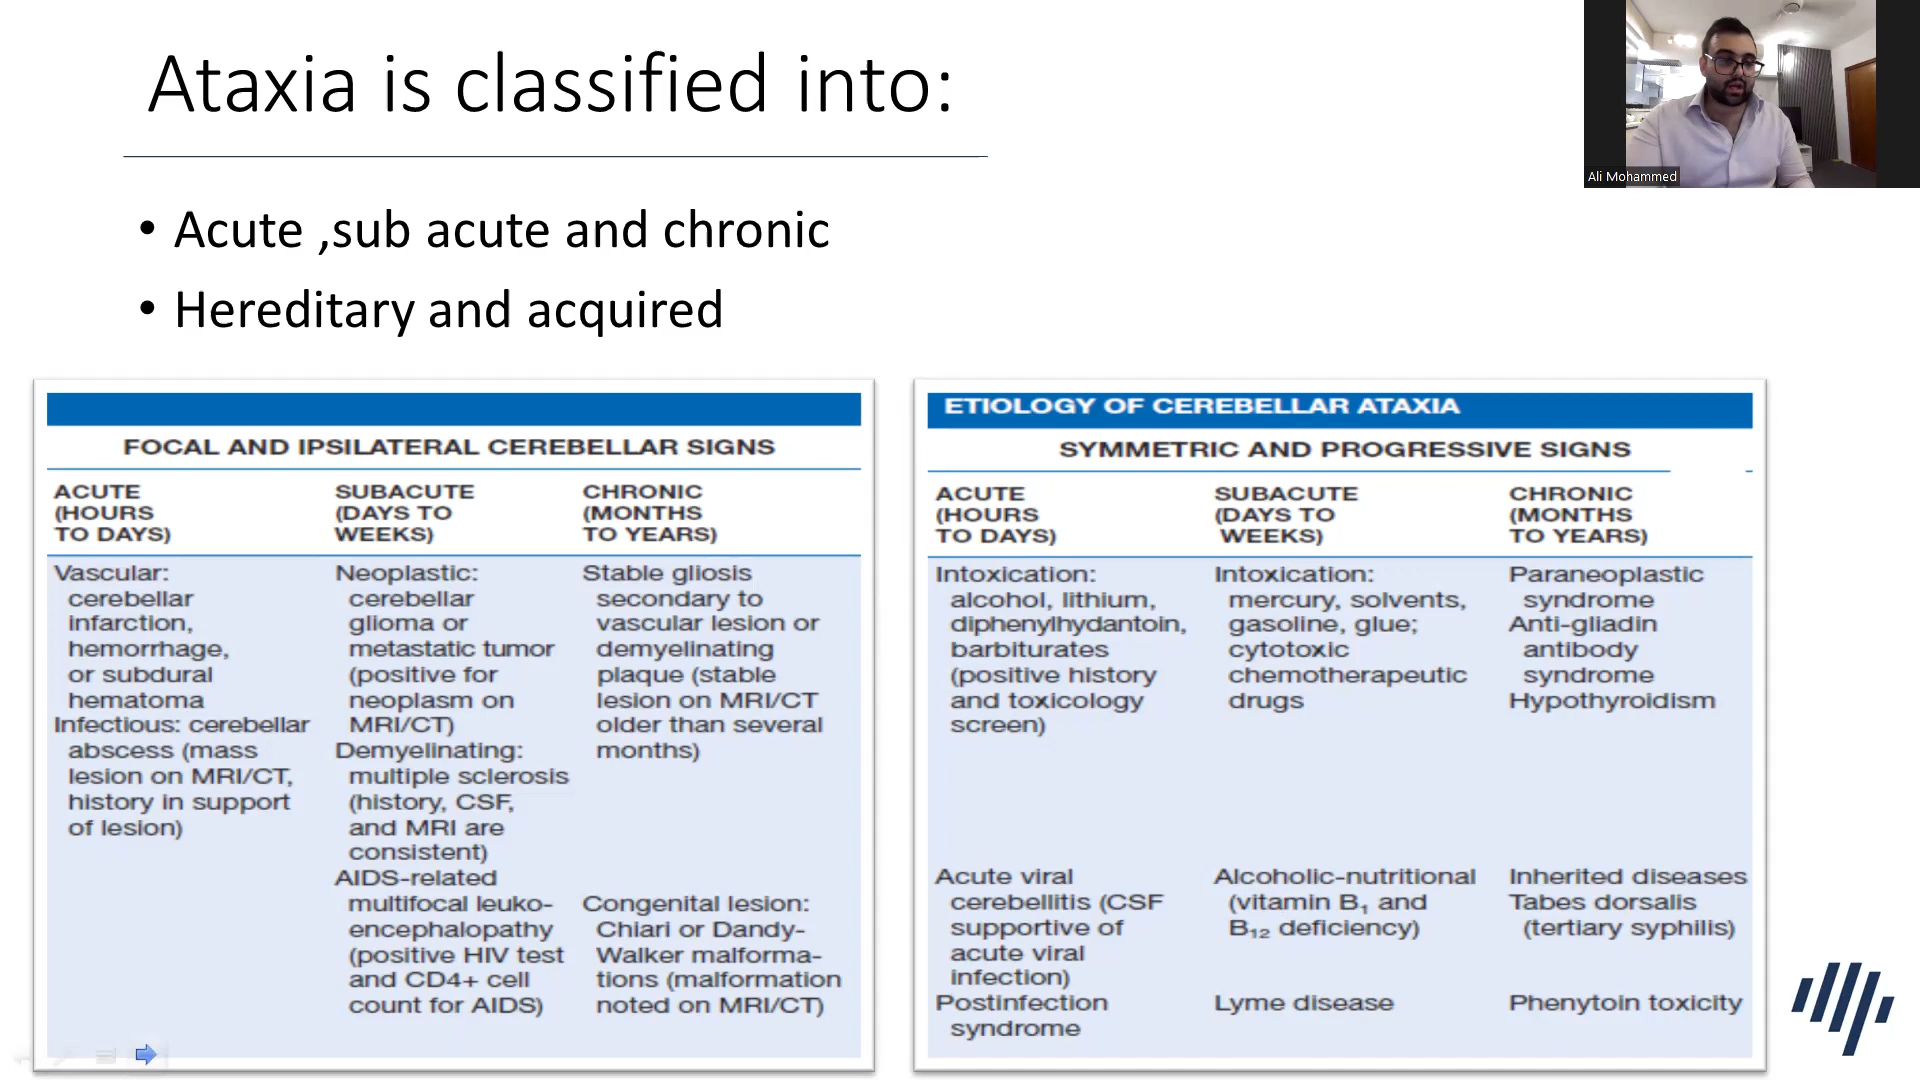 Ataxia is classified into:
Ali Mohammed
• Acute ,sub acute and chronic
• Hereditary and acquired
FOCAL AND IPSILATERAL CEREBELLAR SIGNS
ACUTE
(HOURS
TO DAYS)
SUBACUTE
(DAYS TO
WEEKS)
CHRONIC
(MONTHS
TO YEARS)
Vascular:
cerebellar
infarction,
hemorrhage,
or subdural
hematoma
Infectious: cerebellar
abscess (mass
lesion on MRI/CT,
history in support
of lesion)
Neoplastic:
cerebellar
glioma or
metastatic tumor
(positive for
neoplasm on
MRI/CT)
Demyelinating:
multiple sclerosis
(history, CSF,
and MRI are
consistent)
AIDS-related
multifocal leuko-
encephalopathy
(positive HIV test
and CD4+ cell
count for AIDS)
Stable gliosis
secondary to
vascular lesion or
demyelinating
plaque (stable
lesion on MRI/CT
older than several
months)
Congenital lesion:
Chiari or Dandy-
Walker malforma-
tions (malformation
noted on MRI/CT)
ETIOLOGY OF CEREBELLAR ATAXIA
SYMMETRIC AND PROGRESSIVE SIGNS
ACUTE
(HOURS
TO DAYS)
SUBACUTE
(DAYS TO
WEEKS)
CHRONIC
(MONTHS
TO YEARS)
Intoxication:
alcohol, lithium,
diphenylhydantoin,
barbiturates
(positive history
and toxicology
screen)
Acute viral
cerebellitis (CSF
supportive of
acute viral
infection)
Postinfection
syndrome
Intoxication:
mercury, solvents,
gasoline, glue;
cytotoxic
chemotherapeutic
drugs
Alcoholic-nutritional
(vitamin B₁ and
B₁₂ deficiency)
Lyme disease
Paraneoplastic
syndrome
Anti-gliadin
antibody
syndrome
Hypothyroidism
Inherited diseases
Tabes dorsalis
(tertiary syphilis)
Phenytoin toxicity